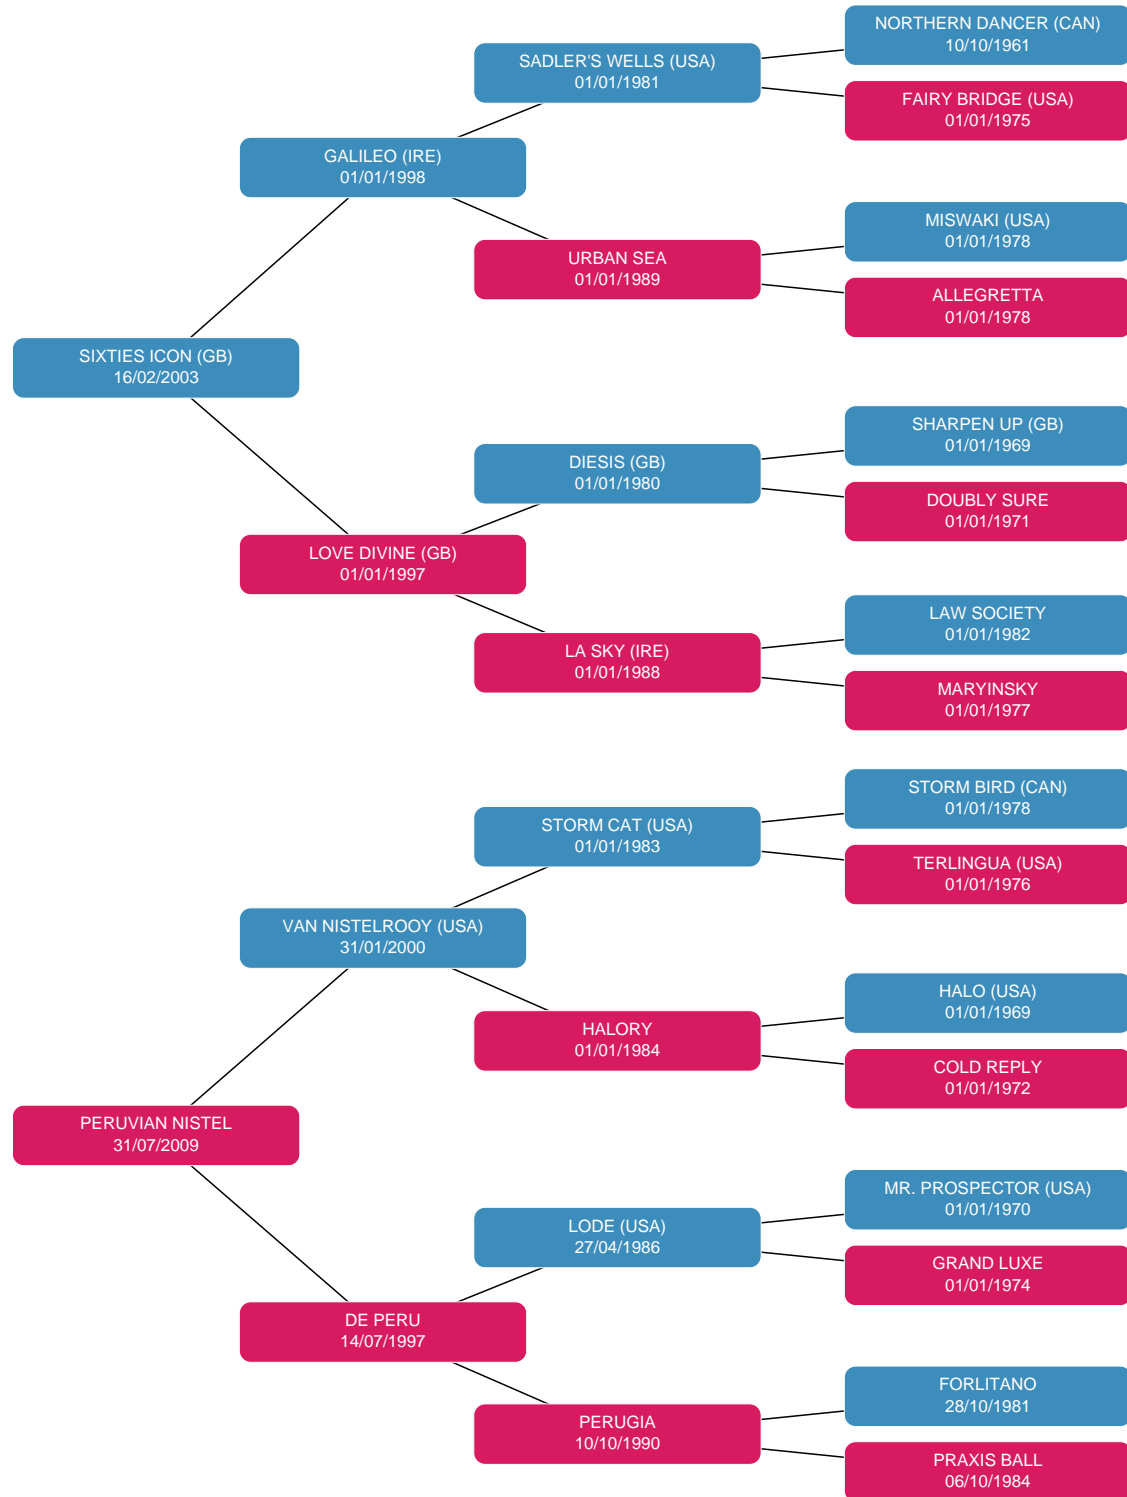 NORTHERN DANCER (CAN)
10/10/1961
SADLER'S WELLS (USA)
01/01/1981
FAIRY BRIDGE (USA)
01/01/1975
GALILEO (IRE)
01/01/1998
MISWAKI (USA)
01/01/1978
URBAN SEA
01/01/1989
ALLEGRETTA
01/01/1978
SIXTIES ICON (GB)
16/02/2003
SHARPEN UP (GB)
01/01/1969
DIESIS (GB)
01/01/1980
DOUBLY SURE
01/01/1971
LOVE DIVINE (GB)
01/01/1997
LAW SOCIETY
01/01/1982
LA SKY (IRE)
01/01/1988
MARYINSKY
01/01/1977
STORM BIRD (CAN)
01/01/1978
STORM CAT (USA)
01/01/1983
TERLINGUA (USA)
01/01/1976
VAN NISTELROOY (USA)
31/01/2000
HALO (USA)
01/01/1969
HALORY
01/01/1984
COLD REPLY
01/01/1972
PERUVIAN NISTEL
31/07/2009
MR. PROSPECTOR (USA)
01/01/1970
LODE (USA)
27/04/1986
GRAND LUXE
01/01/1974
DE PERU
14/07/1997
FORLITANO
28/10/1981
PERUGIA
10/10/1990
PRAXIS BALL
06/10/1984